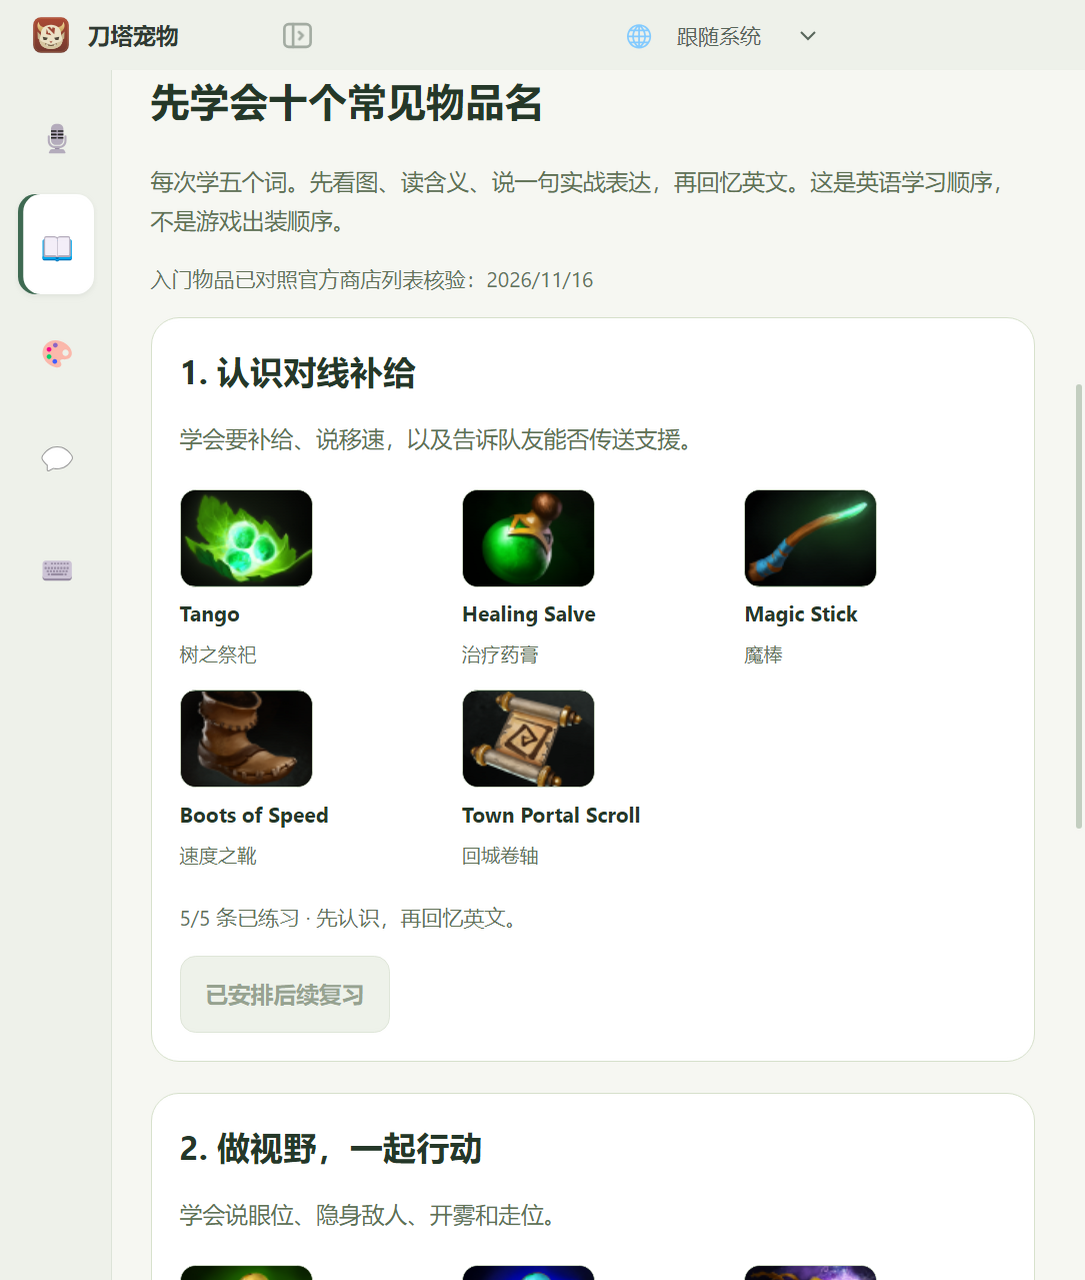 刀塔宠物
跟随系统
先学会十个常见物品名
每次学五个词。先看图、读含义、说一句实战表达，再回忆英文。这是英语学习顺序，
不是游戏出装顺序。
入门物品已对照官方商店列表核验：2026/11/16
1. 认识对线补给
学会要补给、说移速，以及告诉队友能否传送支援。
Tango
Healing Salve
Magic Stick
树之祭祀
治疗药膏
魔棒
Boots of Speed
Town Portal Scroll
速度之靴
回城卷轴
5/5 条已练习 · 先认识，再回忆英文。
已安排后续复习
2. 做视野，一起行动
学会说眼位、隐身敌人、开雾和走位。